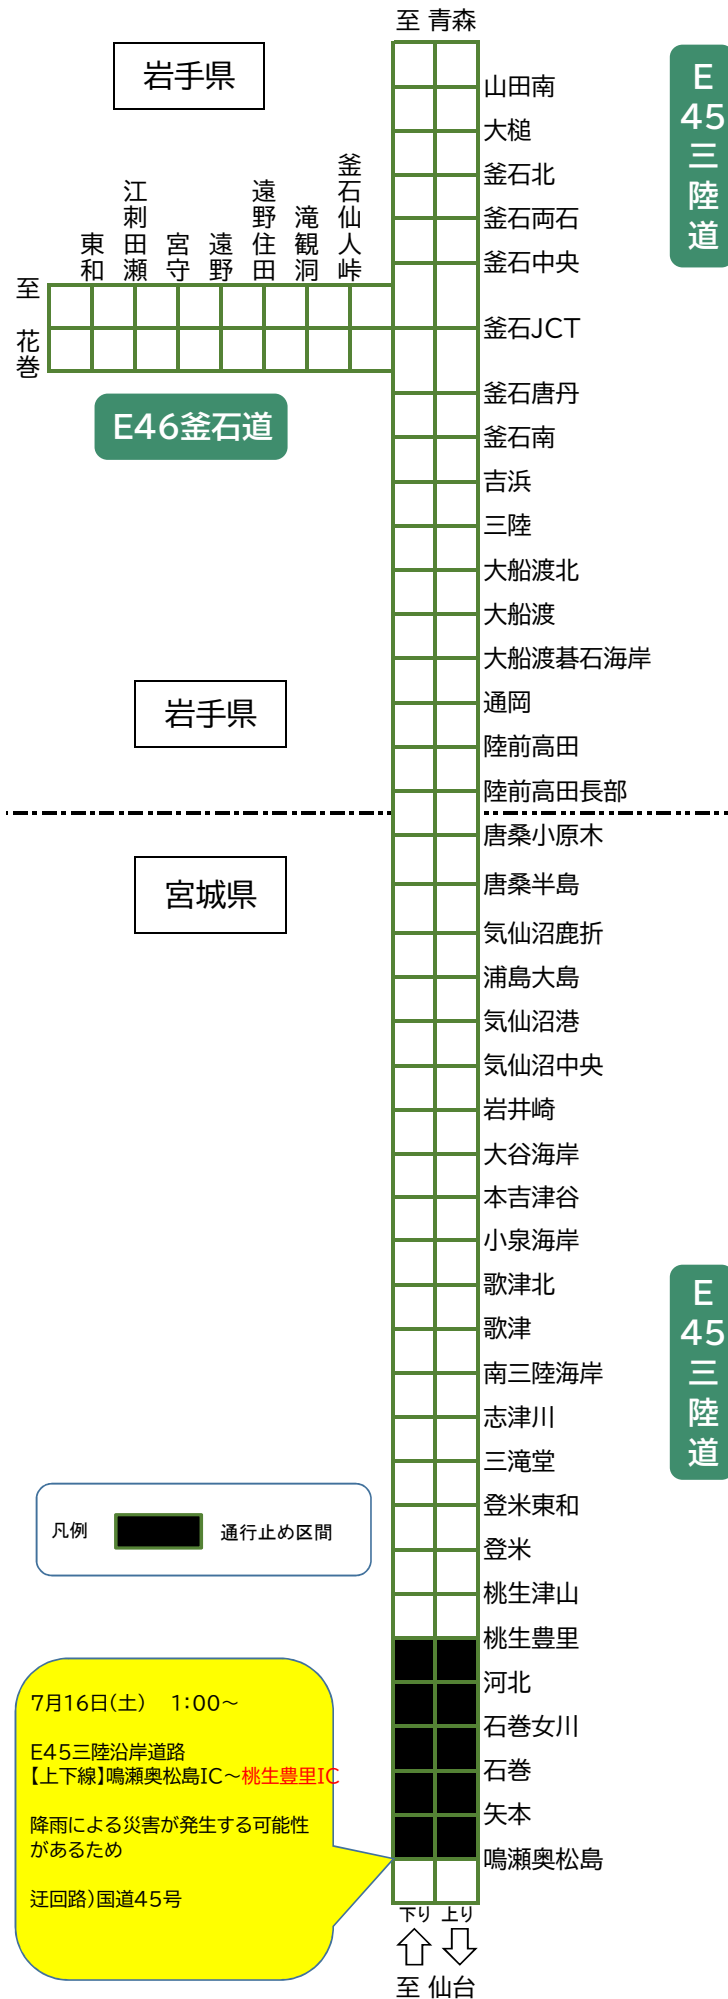 至 青森
岩手県
E45三陸道
山田南
大槌
釜石北
釜石両石
釜石中央
釜石JCT
釜石仙人峠
滝観洞
遠野住田
遠野
宮守
江刺田瀬
東和
至 花巻
E46釜石道
釜石唐丹
釜石南
吉浜
三陸
大船渡北
大船渡
大船渡碁石海岸
通岡
陸前高田
陸前高田長部
岩手県
宮城県
唐桑小原木
唐桑半島
気仙沼鹿折
浦島大島
気仙沼港
気仙沼中央
岩井崎
大谷海岸
本吉津谷
小泉海岸
歌津北
歌津
南三陸海岸
志津川
三滝堂
登米東和
登米
桃生津山
桃生豊里
河北
石巻女川
石巻
矢本
鳴瀬奥松島
E45三陸道
凡例 通行止め区間
7月16日(土) 1:00~
E45三陸沿岸道路
【上下線】鳴瀬奥松島IC~桃生豊里IC
降雨による災害が発生する可能性
があるため
迂回路)国道45号
下り 上り
至 仙台